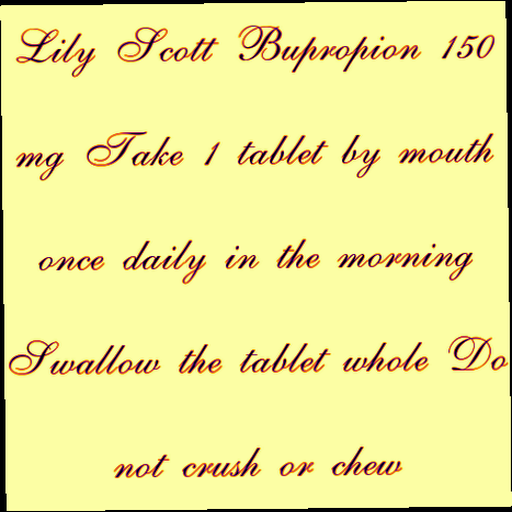 Lily Scott Bupropion 150
mg Take 1 tablet by mouth
once daily in the morning
Swallow the tablet whole Do
not crush or chew